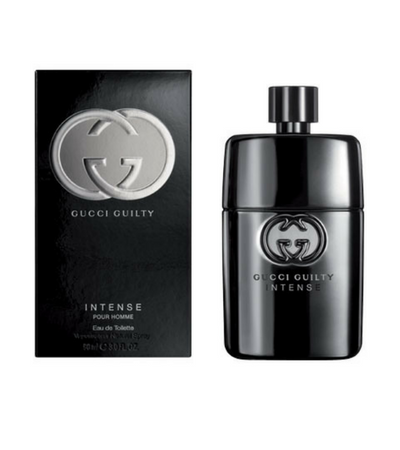 GUCCI GUILTY
INTENSE
POUR HOMME
Eau de Toilette
GUCCI GUILTY
INTENSE